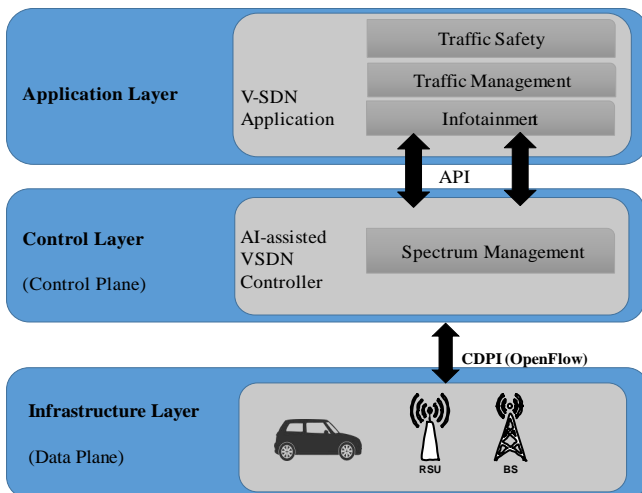 Application Layer
V-SDN
Application
Traffic Safety
Traffic Management
Infotainment
API
Control Layer
(Control Plane)
AI-assisted
VSDN
Controller
Spectrum Management
CDPI (OpenFlow)
Infrastructure Layer
(Data Plane)
RSU
BS